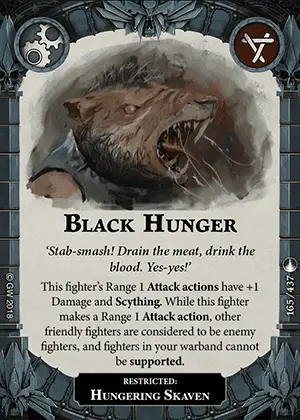 BLACK HUNGER
‘Stab-smash! Drain the meat, drink the
blood. Yes-yes!’
This fighter's Range 1 Attack actions have +1
Damage and Scything. While this fighter
makes a Range 1 Attack action, other
friendly fighters are considered to be enemy
fighters, and fighters in your warband cannot
be supported.
RESTRICTED:
HUNGERING SKAVEN
© GW 2018
165/437